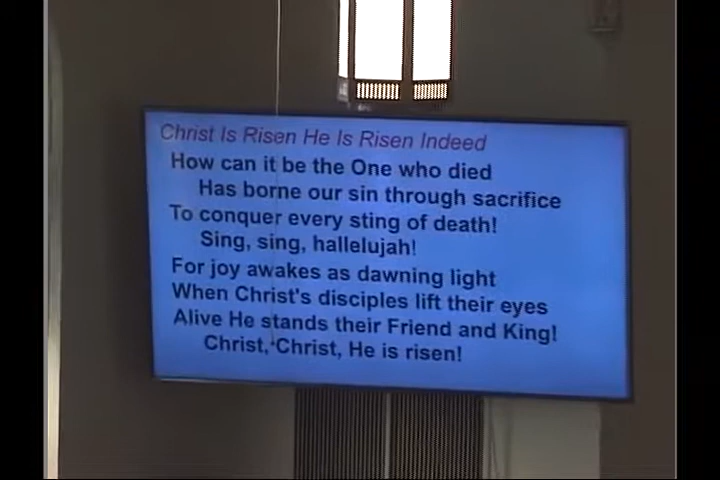 Christ Is Risen He Is Risen Indeed
How can it be the One who died
Has borne our sin through sacrifice
To conquer every sting of death!
Sing, sing, hallelujah!
For joy awakes as dawning light
When Christ's disciples lift their eyes
Alive He stands their Friend and King!
Christ, Christ, He is risen!